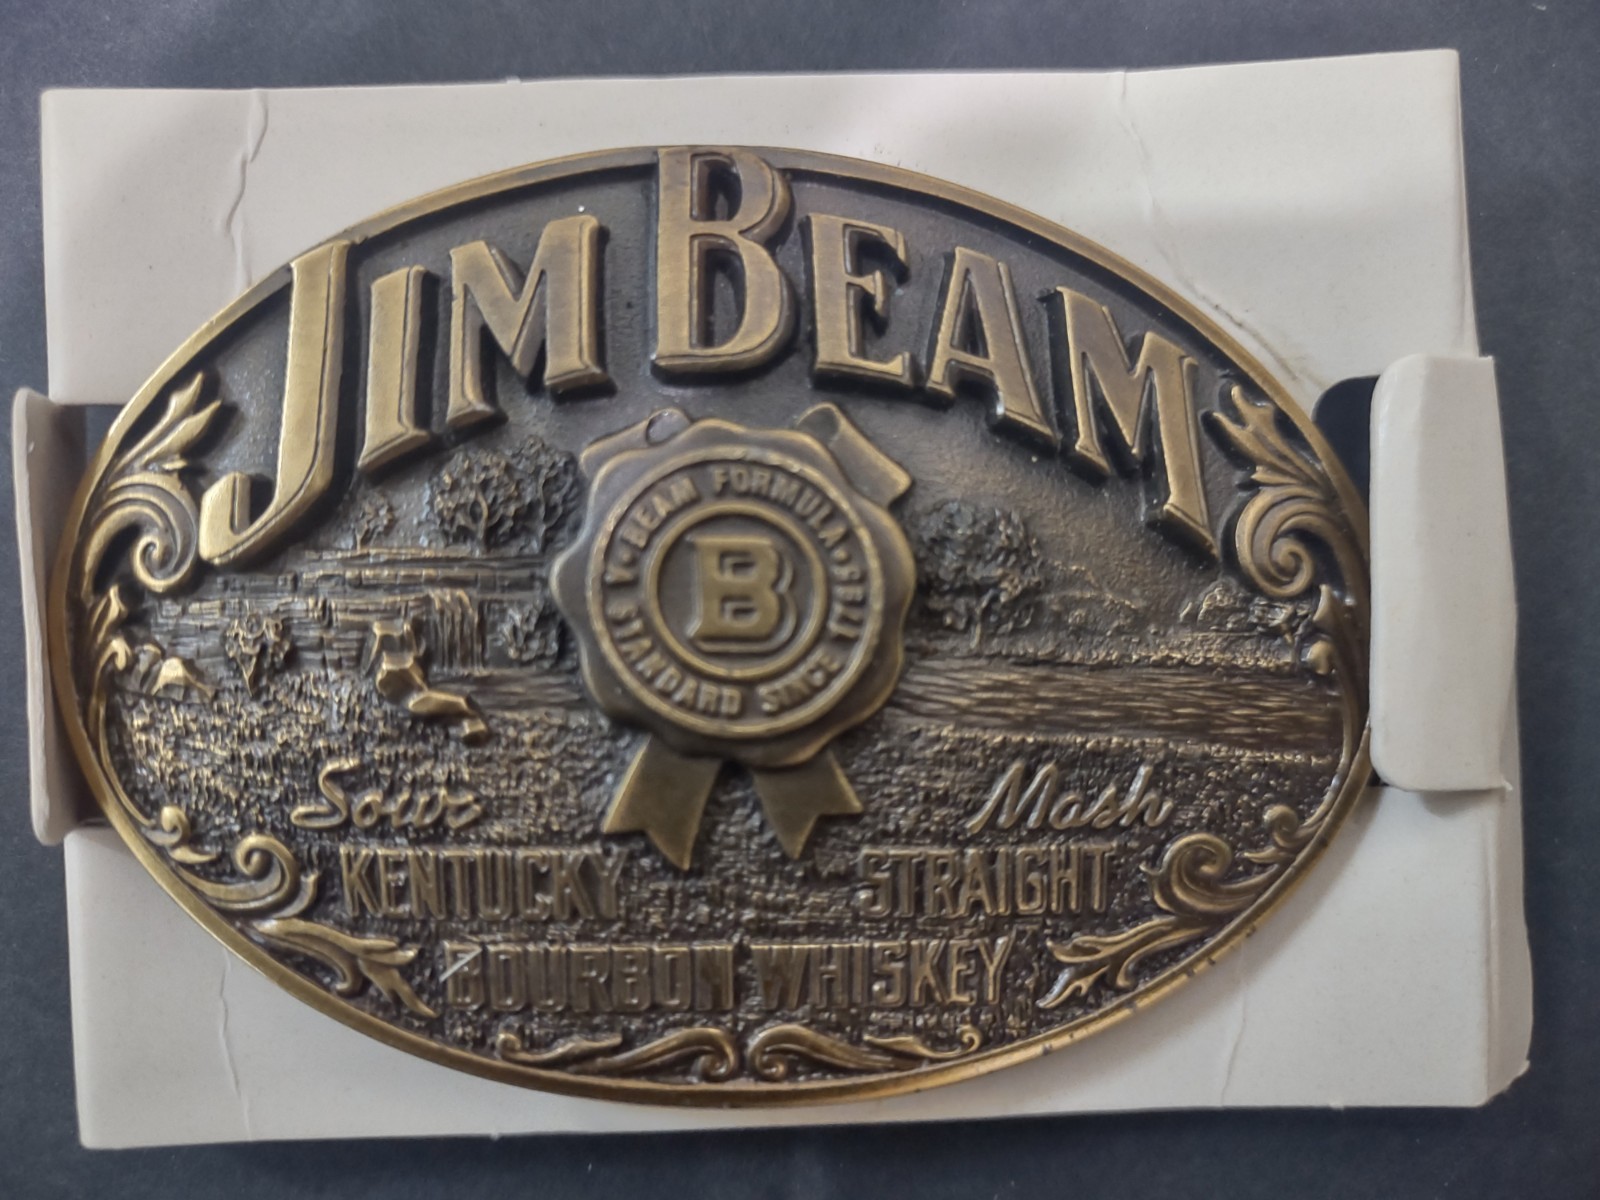 JIM BEAM
BEAM FORMULA
B
A STANDARD SINCE 1795
Sour Mash
KENTUCKY STRAIGHT
BOURBON WHISKEY